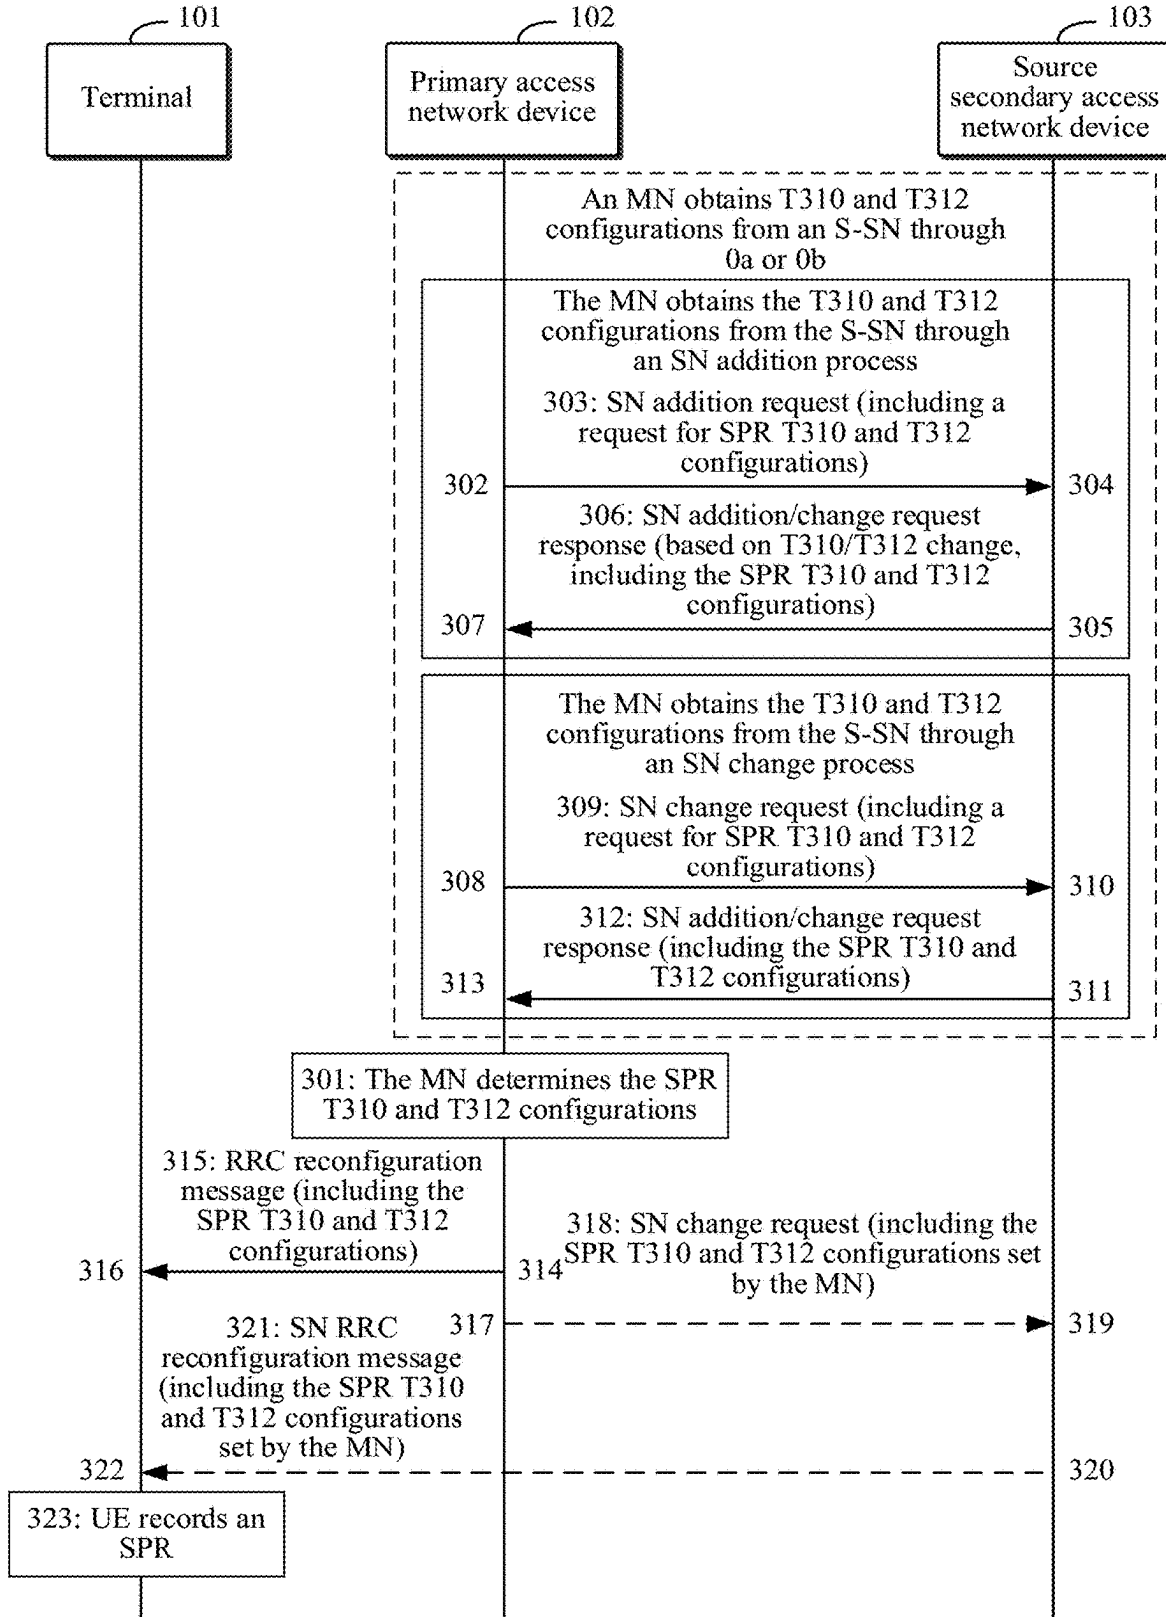 101
102
103
Terminal
Primary access
network device
Source
secondary access
network device
An MN obtains T310 and T312
configurations from an S-SN through
0a or 0b
The MN obtains the T310 and T312
configurations from the S-SN through
an SN addition process
303: SN addition request (including a
request for SPR T310 and T312
configurations)
302
304
306: SN addition/change request
response (based on T310/T312 change,
including the SPR T310 and T312
configurations)
307
305
The MN obtains the T310 and T312
configurations from the S-SN through
an SN change process
309: SN change request (including a
request for SPR T310 and T312
configurations)
308
310
312: SN addition/change request
response (including the SPR T310 and
T312 configurations)
313
311
301: The MN determines the SPR
T310 and T312 configurations
315: RRC reconfiguration
message (including the
SPR T310 and T312
configurations)
316
314
318: SN change request (including the
SPR T310 and T312 configurations set
by the MN)
317
319
321: SN RRC
reconfiguration message
(including the SPR T310
and T312 configurations
set by the MN)
322
320
323: UE records an
SPR